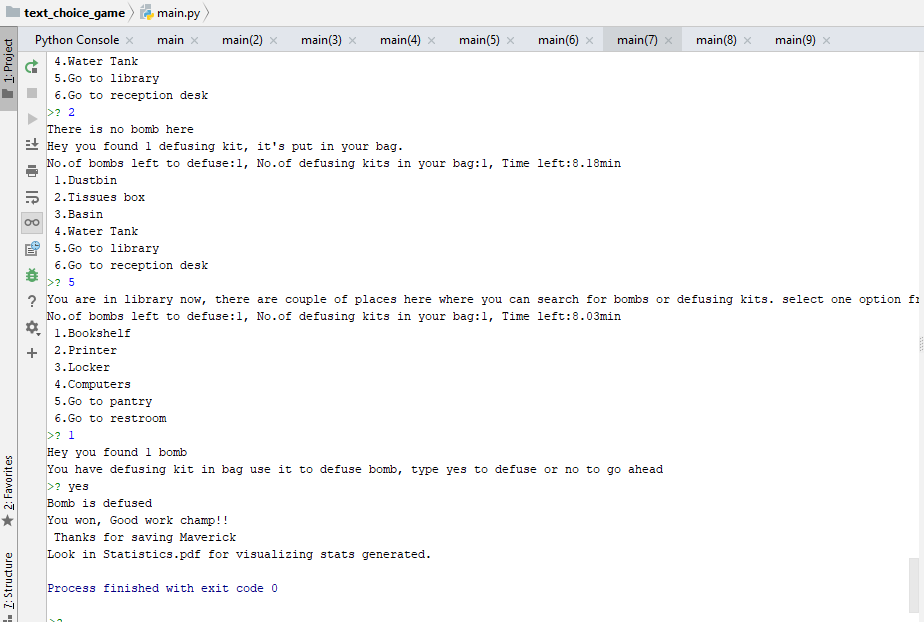 text_choice_game main.py
Python Console main main(2) main(3) main(4) main(5) main(6) main(7) main(8) main(9)
1: Project
4.Water Tank
5.Go to library
6.Go to reception desk
>? 2
There is no bomb here
Hey you found 1 defusing kit, it's put in your bag.
No.of bombs left to defuse:1, No.of defusing kits in your bag:1, Time left:8.18min
1.Dustbin
2.Tissues box
3.Basin
4.Water Tank
5.Go to library
6.Go to reception desk
>? 5
You are in library now, there are couple of places here where you can search for bombs or defusing kits. select one option
No.of bombs left to defuse:1, No.of defusing kits in your bag:1, Time left:8.03min
1.Bookshelf
2.Printer
3.Locker
4.Computers
5.Go to pantry
6.Go to restroom
>? 1
Hey you found 1 bomb
You have defusing kit in bag use it to defuse bomb, type yes to defuse or no to go ahead
>? yes
Bomb is defused
You won, Good work champ!!
Thanks for saving Maverick
Look in Statistics.pdf for visualizing stats generated.
Process finished with exit code 0
>?
2: Favorites
7: Structure